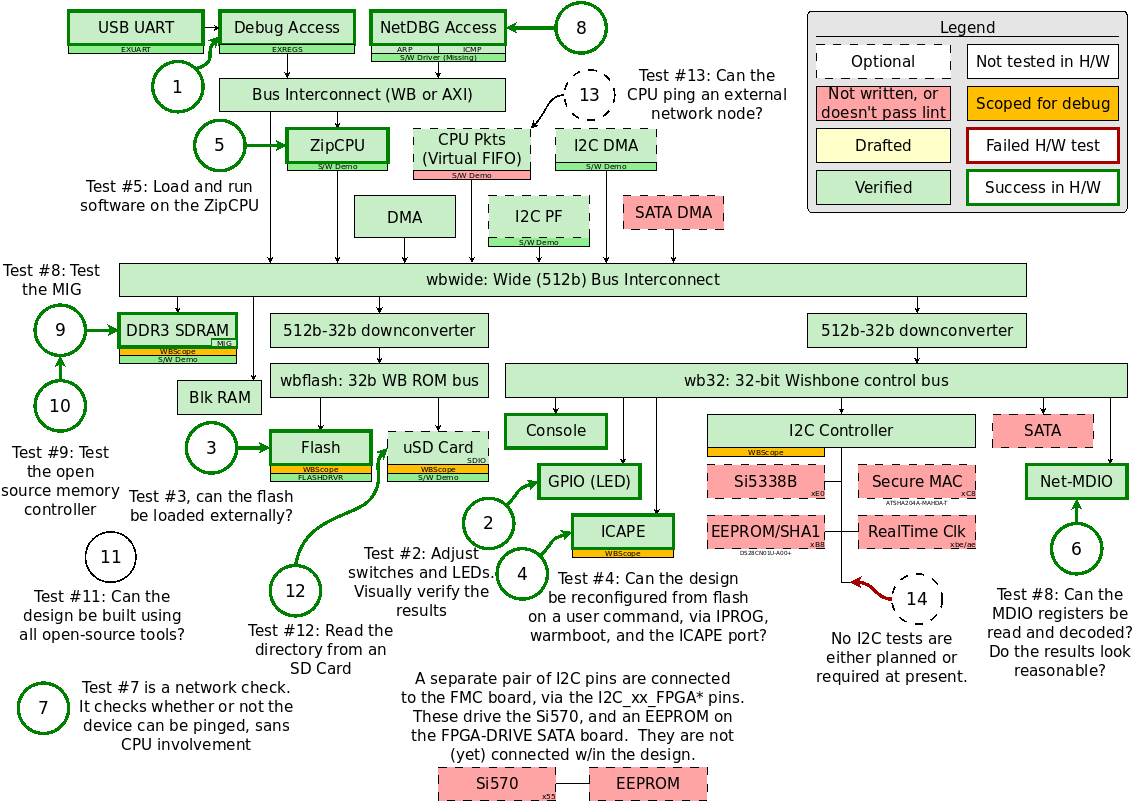 USB UART
EXUART
Debug Access
EXREGS
NetDBG Access
ARP
ICMP
S/W Driver (Missing)
8
1
Bus Interconnect (WB or AXI)
13
Test #13: Can the
CPU ping an external
network node?
Legend
Optional
Not tested in H/W
Not written, or
doesn't pass lint
Scoped for debug
Drafted
Failed H/W test
Verified
Success in H/W
5
ZipCPU
S/W Demo
CPU Pkts
(Virtual FIFO)
S/W Demo
I2C DMA
S/W Demo
Test #5: Load and run
software on the ZipCPU
DMA
I2C PF
S/W Demo
SATA DMA
wbwide: Wide (512b) Bus Interconnect
Test #8: Test
the MIG
9
DDR3 SDRAM
MIG
WBScope
S/W Demo
512b-32b downconverter
512b-32b downconverter
10
Blk RAM
wbflash: 32b WB ROM bus
wb32: 32-bit Wishbone control bus
Test #9: Test
the open
source memory
controller
3
Flash
WBScope
FLASHDRVR
uSD Card
SDIO
WBScope
S/W Demo
Console
I2C Controller
WBScope
SATA
Test #3, can the flash
be loaded externally?
GPIO (LED)
Si5338B
xE0
Secure MAC
xC8
ATSHA204A-MAHDA-T
Net-MDIO
2
ICAPE
WBScope
EEPROM/SHA1
xB8
DS28CN01U-A00+
RealTime Clk
xbe/ae
11
Test #11: Can the
design be built using
all open-source tools?
12
Test #2: Adjust
switches and LEDs.
Visually verify the
results
4
Test #4: Can the design
be reconfigured from flash
on a user command, via IPROG,
warmboot, and the ICAPE port?
14
No I2C tests are
either planned or
required at present.
6
Test #8: Can the
MDIO registers be
read and decoded?
Do the results look
reasonable?
Test #12: Read the
directory from an
SD Card
7
Test #7 is a network check.
It checks whether or not the
device can be pinged, sans
CPU involvement
A separate pair of I2C pins are connected
to the FMC board, via the I2C_xx_FPGA* pins.
These drive the Si570, and an EEPROM on
the FPGA-DRIVE SATA board. They are not
(yet) connected w/in the design.
Si570
x55
EEPROM